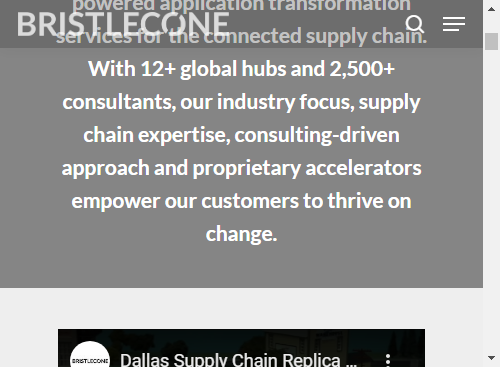 powered application transformation
BRISTLECONE
services for the connected supply chain.
With 12+ global hubs and 2,500+
consultants, our industry focus, supply
chain expertise, consulting-driven
approach and proprietary accelerators
empower our customers to thrive on
change.
BRISTLECONE
Dallas Supply Chain Replica ...